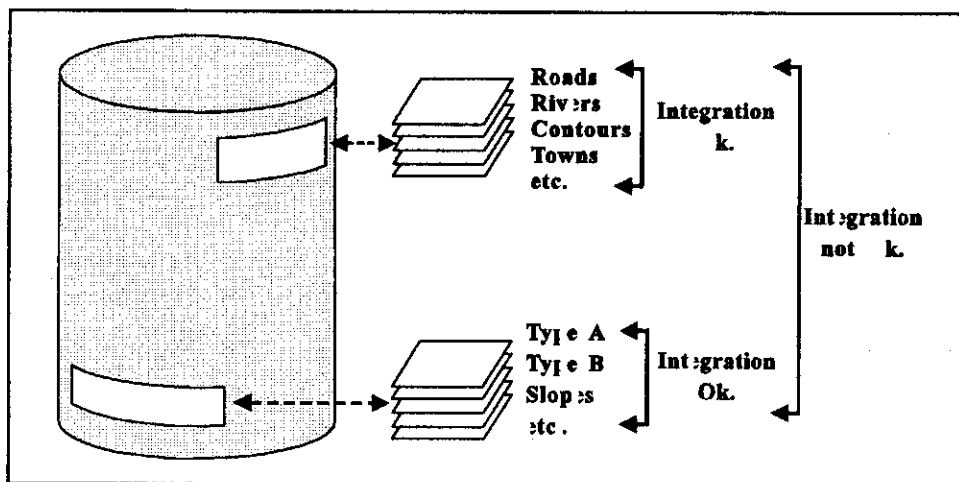 Roads
Rivers
Contours
Towns
etc.
Integration
k.
Integration
not k.
Type A
Type B
Slopes
etc.
Integration
Ok.